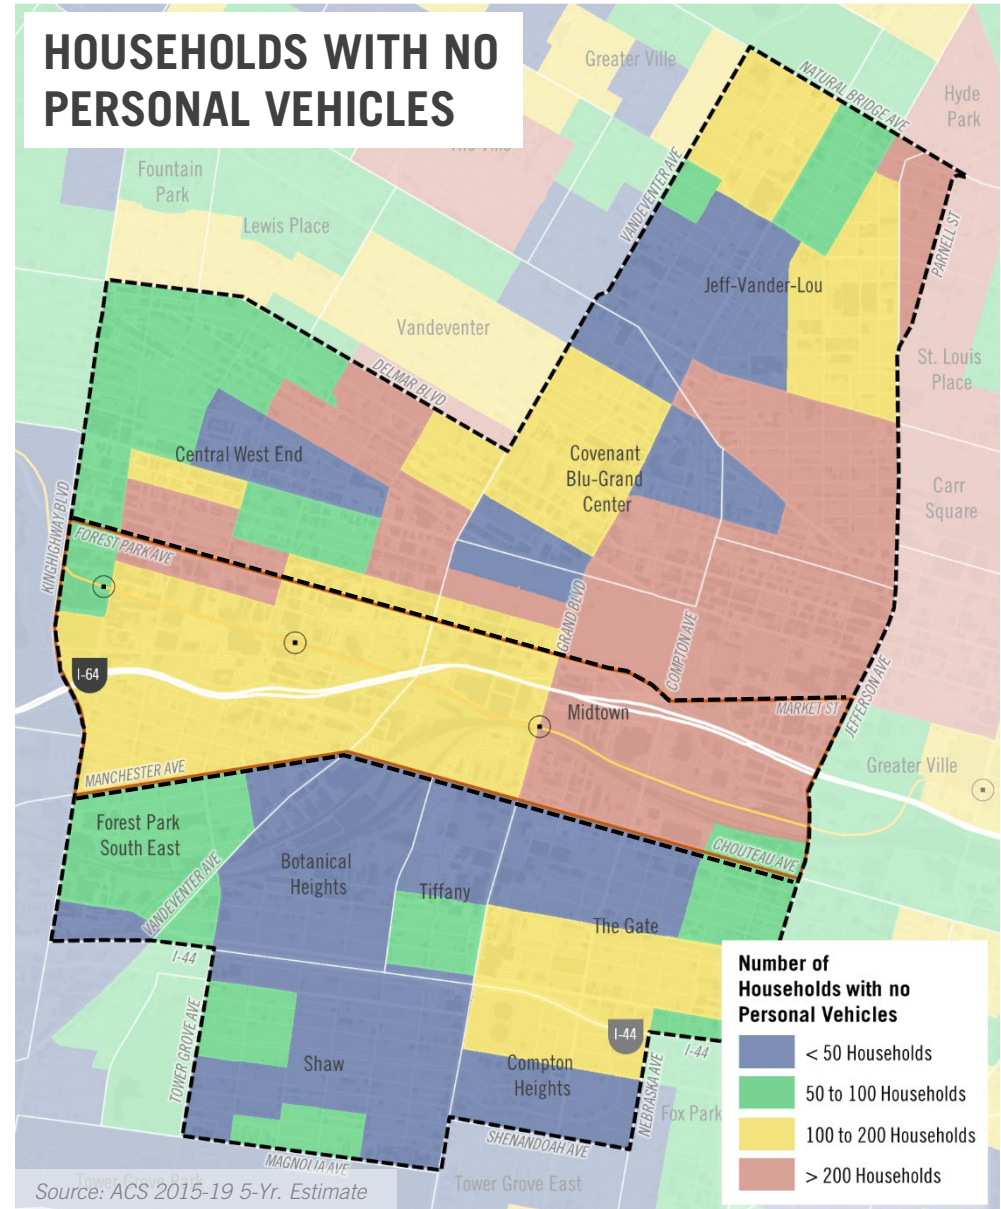 HOUSEHOLDS WITH NO
PERSONAL VEHICLES
Greater Ville
NATURAL BRIDGE AVE
Hyde
Park
The Ville
Fountain
Park
VANDEVENTER AVE
Lewis Place
PARNELL ST
Jeff-Vander-Lou
Vandeventer
St. Louis
Place
DELMAR BLVD
Central West End
Covenant
Blu-Grand
Center
Carr
Square
KINGHIGHWAY BLVD
FOREST PARK AVE
GRAND BLVD
COMPTON AVE
I-64
Midtown
MARKET ST
JEFFERSON AVE
MANCHESTER AVE
Greater Ville
Forest Park
South East
CHOUTEAU AVE
Botanical
Heights
Tiffany
VANDEVENTER AVE
The Gate
I-44
TOWER GROVE AVE
I-44
I-44
Shaw
Compton
Heights
NEBRASKA AVE
Fox Park
SHENANDOAH AVE
MAGNOLIA AVE
Tower Grove Park
Tower Grove East
Number of
Households with no
Personal Vehicles
< 50 Households
50 to 100 Households
100 to 200 Households
> 200 Households
Source: ACS 2015-19 5-Yr. Estimate